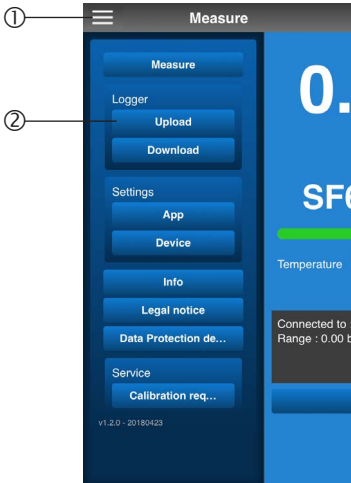 ①
Measure
Measure
Logger
②
Upload
Download
Settings
App
Device
Info
Legal notice
Data Protection de...
Service
Calibration req...
v1.2.0 - 20180423
0.
SF6
Temperature
Connected to :
Range : 0.00 b